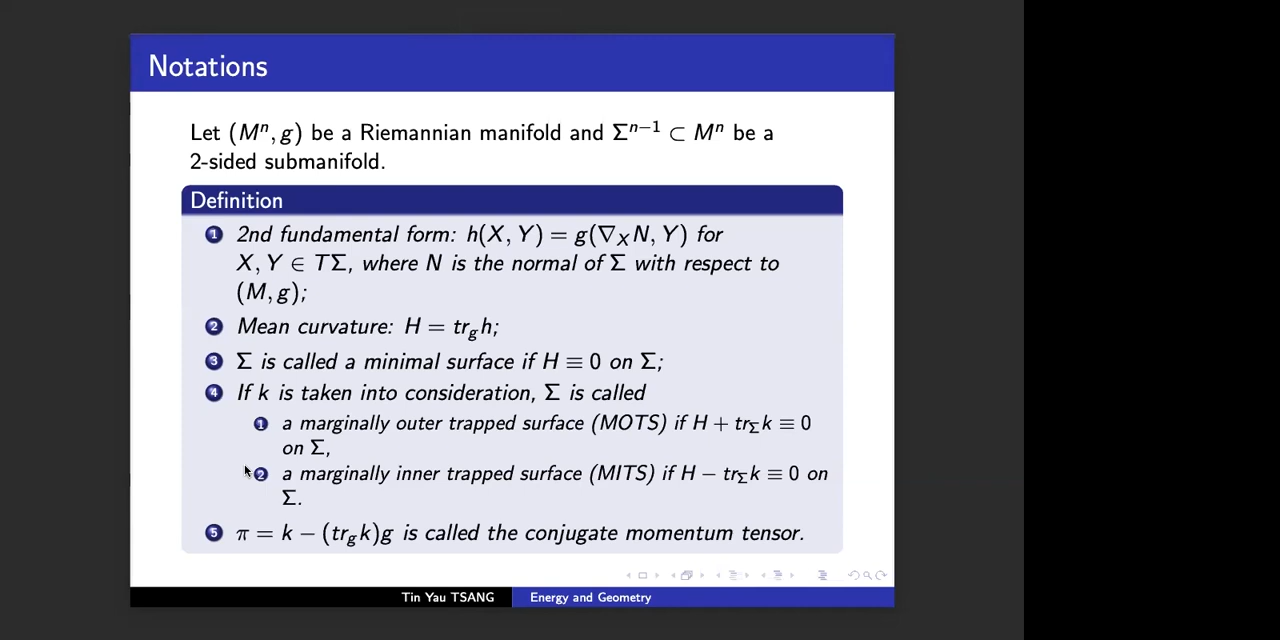 Notations
Let (Mⁿ, g) be a Riemannian manifold and Σⁿ⁻¹ ⊂ Mⁿ be a
2-sided submanifold.
Definition
1 2nd fundamental form: h(X, Y) = g(∇_X N, Y) for
X, Y ∈ TΣ, where N is the normal of Σ with respect to
(M, g);
2 Mean curvature: H = tr_g h;
3 Σ is called a minimal surface if H ≡ 0 on Σ;
4 If k is taken into consideration, Σ is called
1 a marginally outer trapped surface (MOTS) if H + tr_Σ k ≡ 0
on Σ,
2 a marginally inner trapped surface (MITS) if H − tr_Σ k ≡ 0 on
Σ.
5 π = k − (tr_g k)g is called the conjugate momentum tensor.
Tin Yau TSANG Energy and Geometry